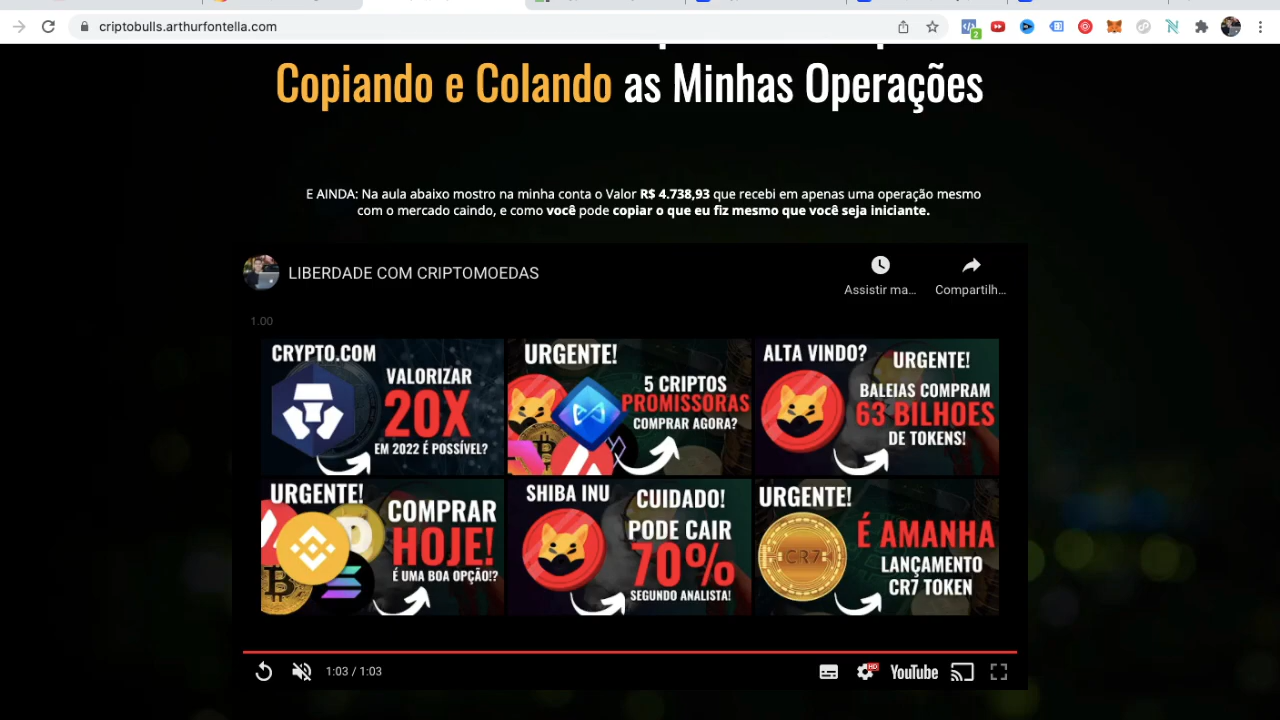 criptobulls.arthurfontella.com
2
Copiando e Colando as Minhas Operações
E AINDA: Na aula abaixo mostro na minha conta o Valor R$ 4.738,93 que recebi em apenas uma operação mesmo
com o mercado caindo, e como você pode copiar o que eu fiz mesmo que você seja iniciante.
LIBERDADE COM CRIPTOMOEDAS
Assistir ma...
Compartilh...
1.00
CRYPTO.COM
VALORIZAR
20X
EM 2022 É POSSÍVEL?
URGENTE!
5 CRIPTOS
PROMISSORAS
COMPRAR AGORA?
ALTA VINDO?
URGENTE!
BALEIAS COMPRAM
63 BILHOES
DE TOKENS!
URGENTE!
COMPRAR
HOJE!
É UMA BOA OPÇÃO!?
SHIBA INU
CUIDADO!
PODE CAIR
70%
SEGUNDO ANALISTA!
URGENTE!
CR7
É AMANHA
LANÇAMENTO
CR7 TOKEN
1:03 / 1:03
HD
YouTube